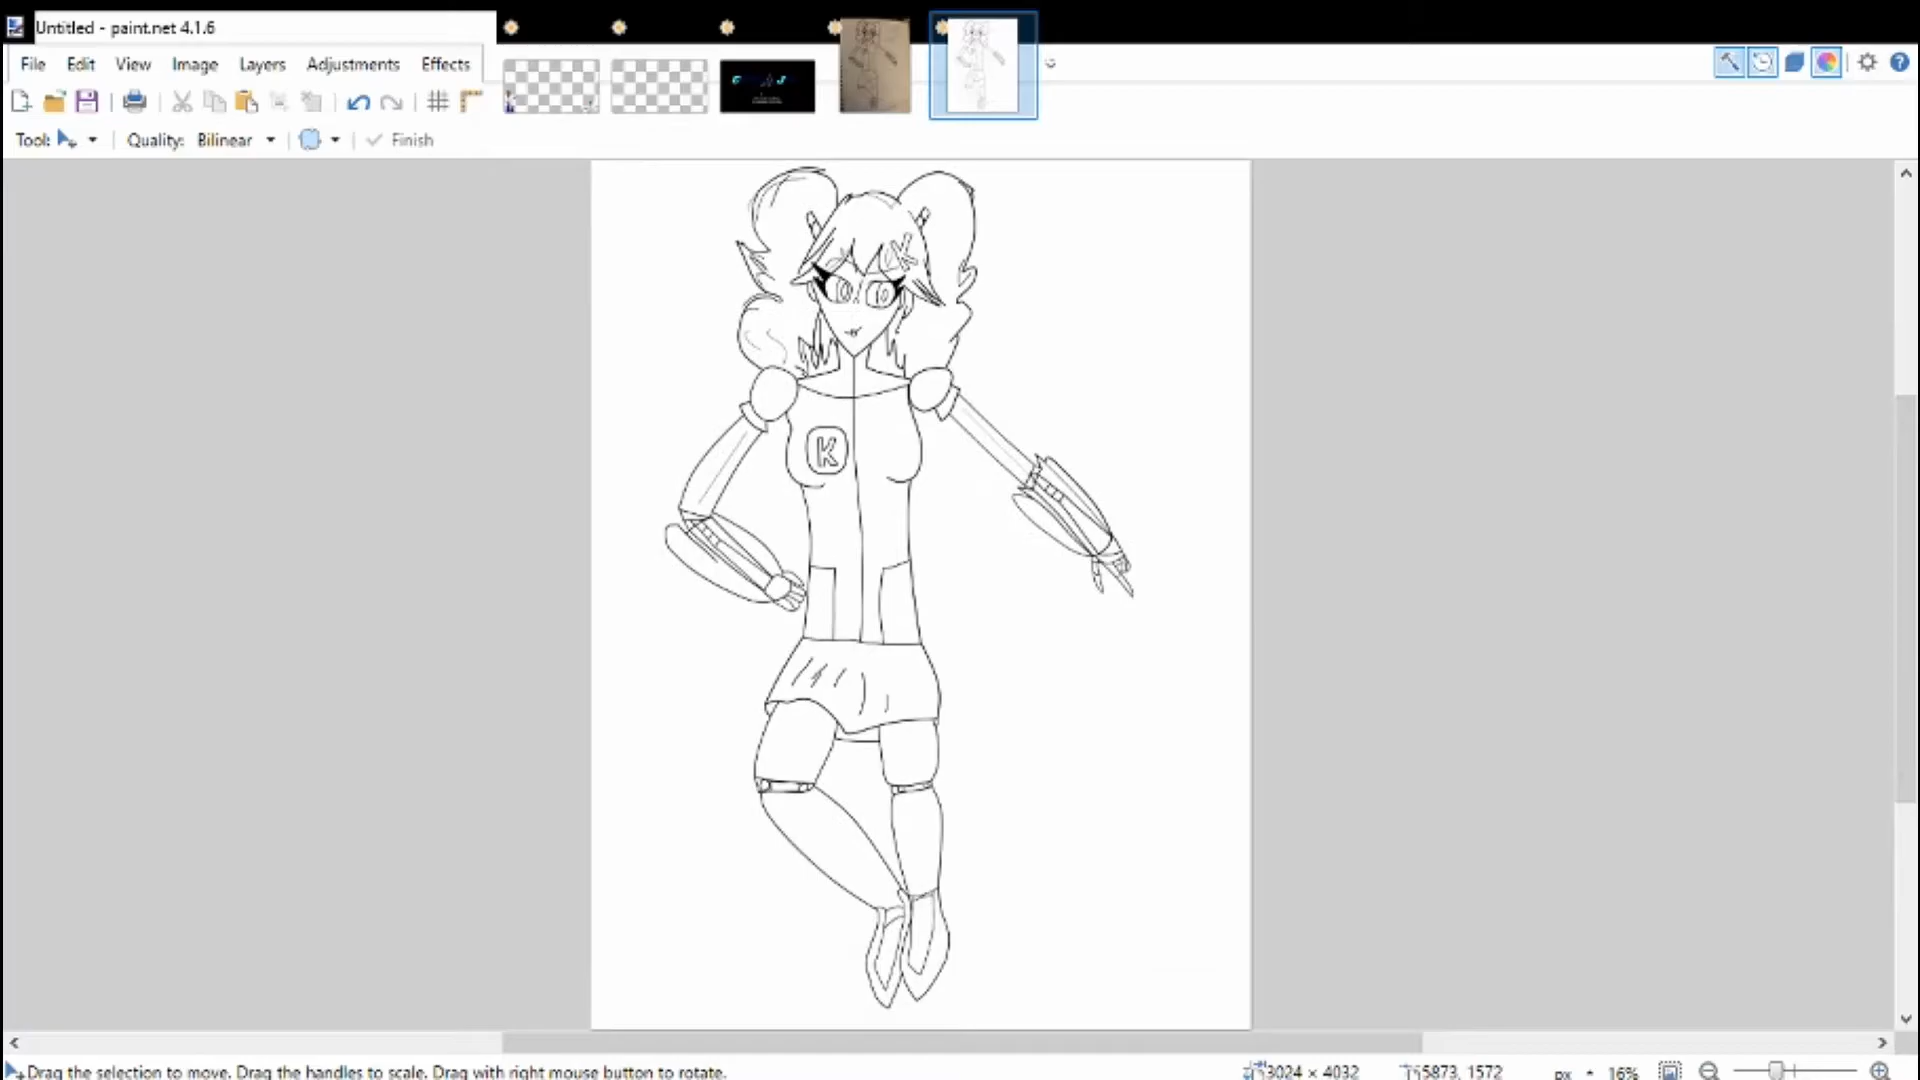 Untitled - paint.net 4.1.6
File Edit View Image Layers Adjustments Effects
Tool: Quality: Bilinear Finish
K
Drag the selection to move. Drag the handles to scale. Drag with right mouse button to rotate.
3024 × 4032 5873, 1572 px 16%